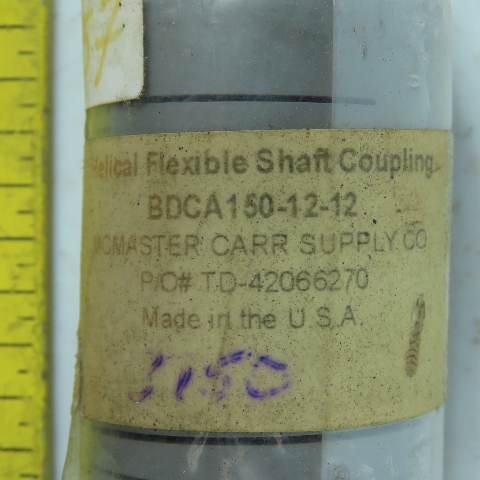 Helical Flexible Shaft Coupling
BDCA150-12-12
MCMASTER CARR SUPPLY CO
P/O# TD-42066270
Made in the U.S.A.